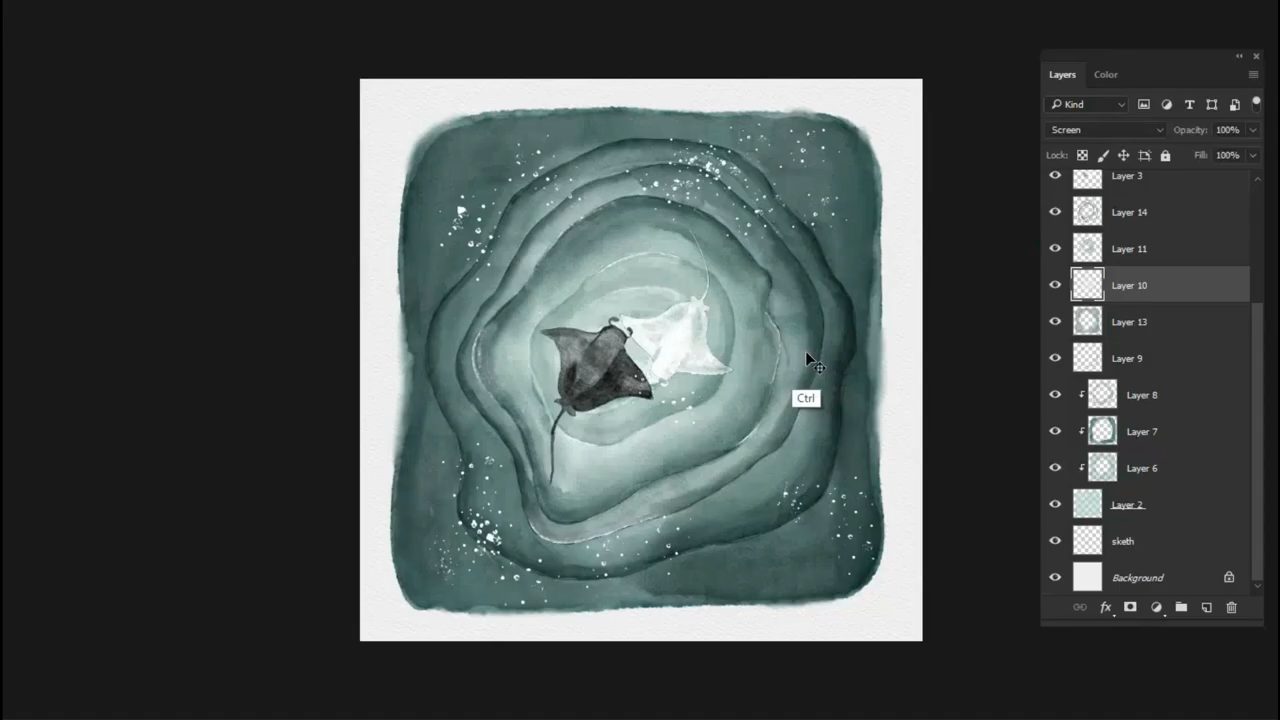 Layers Color
Kind
Screen Opacity: 100%
Lock: Fill: 100%
Layer 3
Layer 14
Layer 11
Layer 10
Layer 13
Layer 9
Layer 8
Layer 7
Layer 6
Layer 2
sketh
Background
Ctrl